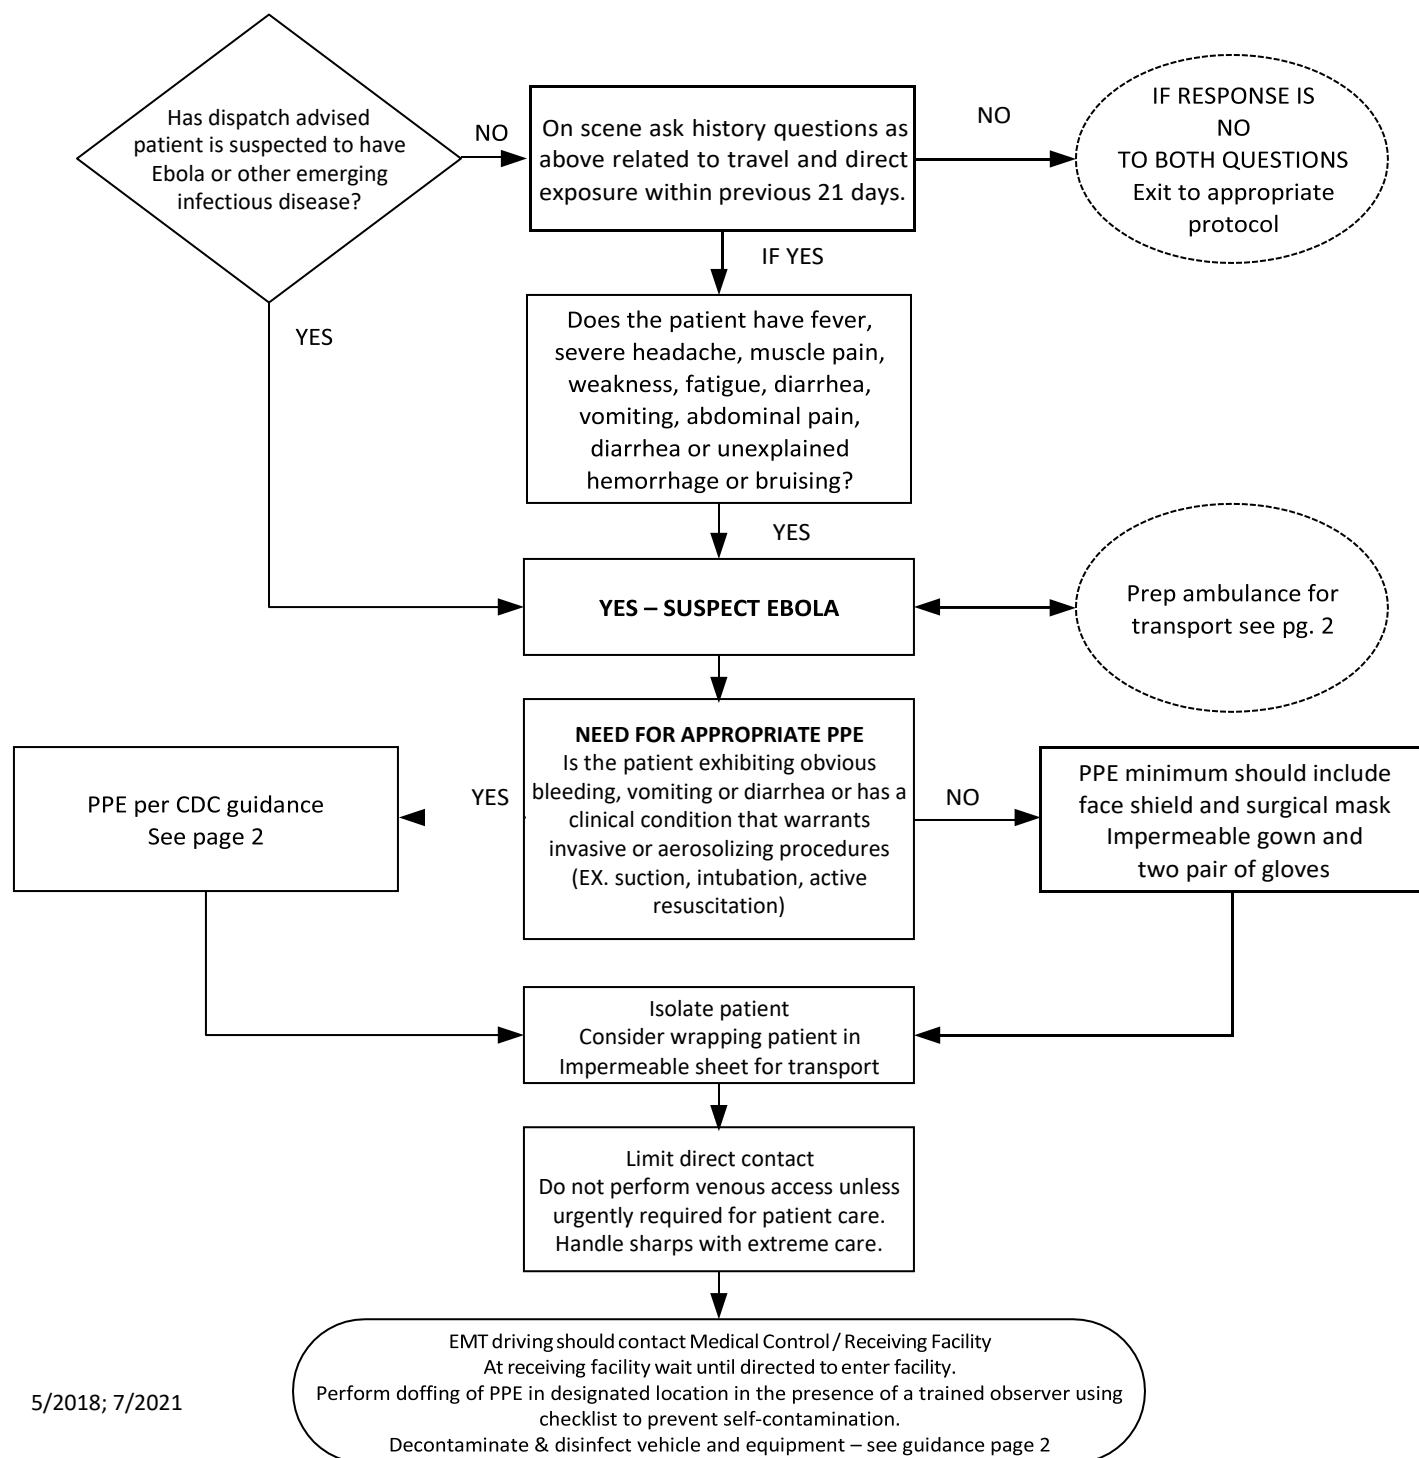 Has dispatch advised
patient is suspected to have
Ebola or other emerging
infectious disease?
NO
On scene ask history questions as
above related to travel and direct
exposure within previous 21 days.
NO
IF RESPONSE IS
NO
TO BOTH QUESTIONS
Exit to appropriate
protocol
IF YES
YES
Does the patient have fever,
severe headache, muscle pain,
weakness, fatigue, diarrhea,
vomiting, abdominal pain,
diarrhea or unexplained
hemorrhage or bruising?
YES
YES – SUSPECT EBOLA
Prep ambulance for
transport see pg. 2
NEED FOR APPROPRIATE PPE
Is the patient exhibiting obvious
bleeding, vomiting or diarrhea or has a
clinical condition that warrants
invasive or aerosolizing procedures
(EX. suction, intubation, active
resuscitation)
YES
PPE per CDC guidance
See page 2
NO
PPE minimum should include
face shield and surgical mask
Impermeable gown and
two pair of gloves
Isolate patient
Consider wrapping patient in
Impermeable sheet for transport
Limit direct contact
Do not perform venous access unless
urgently required for patient care.
Handle sharps with extreme care.
EMT driving should contact Medical Control / Receiving Facility
At receiving facility wait until directed to enter facility.
Perform doffing of PPE in designated location in the presence of a trained observer using
checklist to prevent self-contamination.
Decontaminate & disinfect vehicle and equipment – see guidance page 2
5/2018; 7/2021